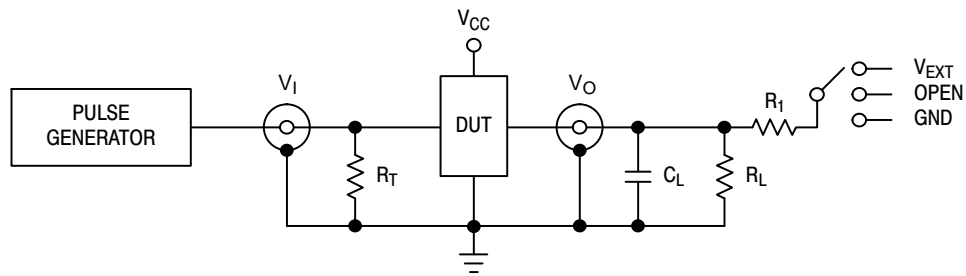 V_CC
PULSE
GENERATOR
V_I
R_T
DUT
V_O
C_L
R_L
R_1
V_EXT
OPEN
GND